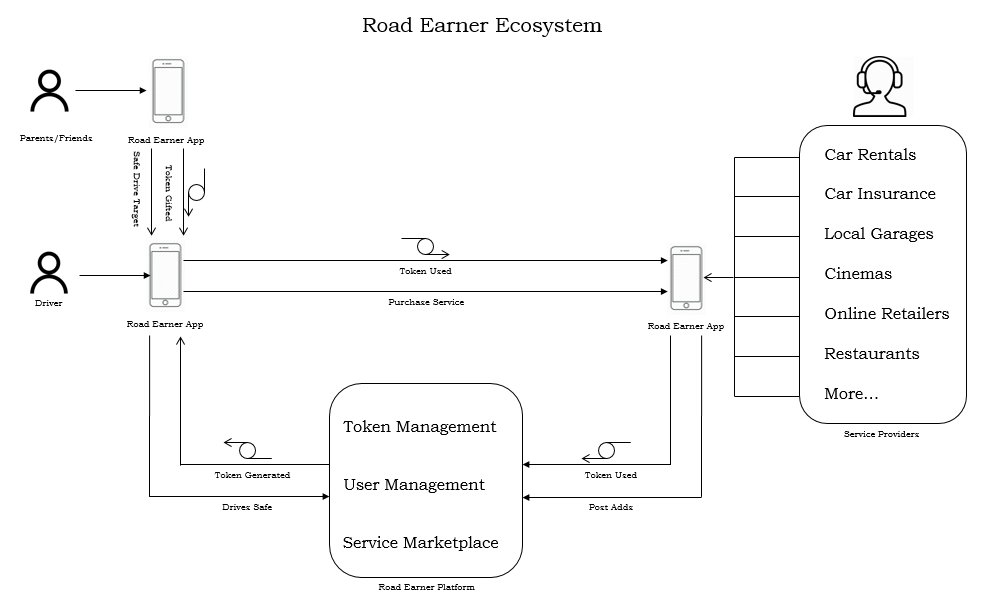 Road Earner Ecosystem
Parents/Friends
Road Earner App
Safe Drive Target
Token Gifted
Driver
Road Earner App
Token Used
Purchase Service
Road Earner App
Car Rentals
Car Insurance
Local Garages
Cinemas
Online Retailers
Restaurants
More...
Service Providers
Token Generated
Drives Safe
Token Management
User Management
Service Marketplace
Road Earner Platform
Token Used
Post Adds